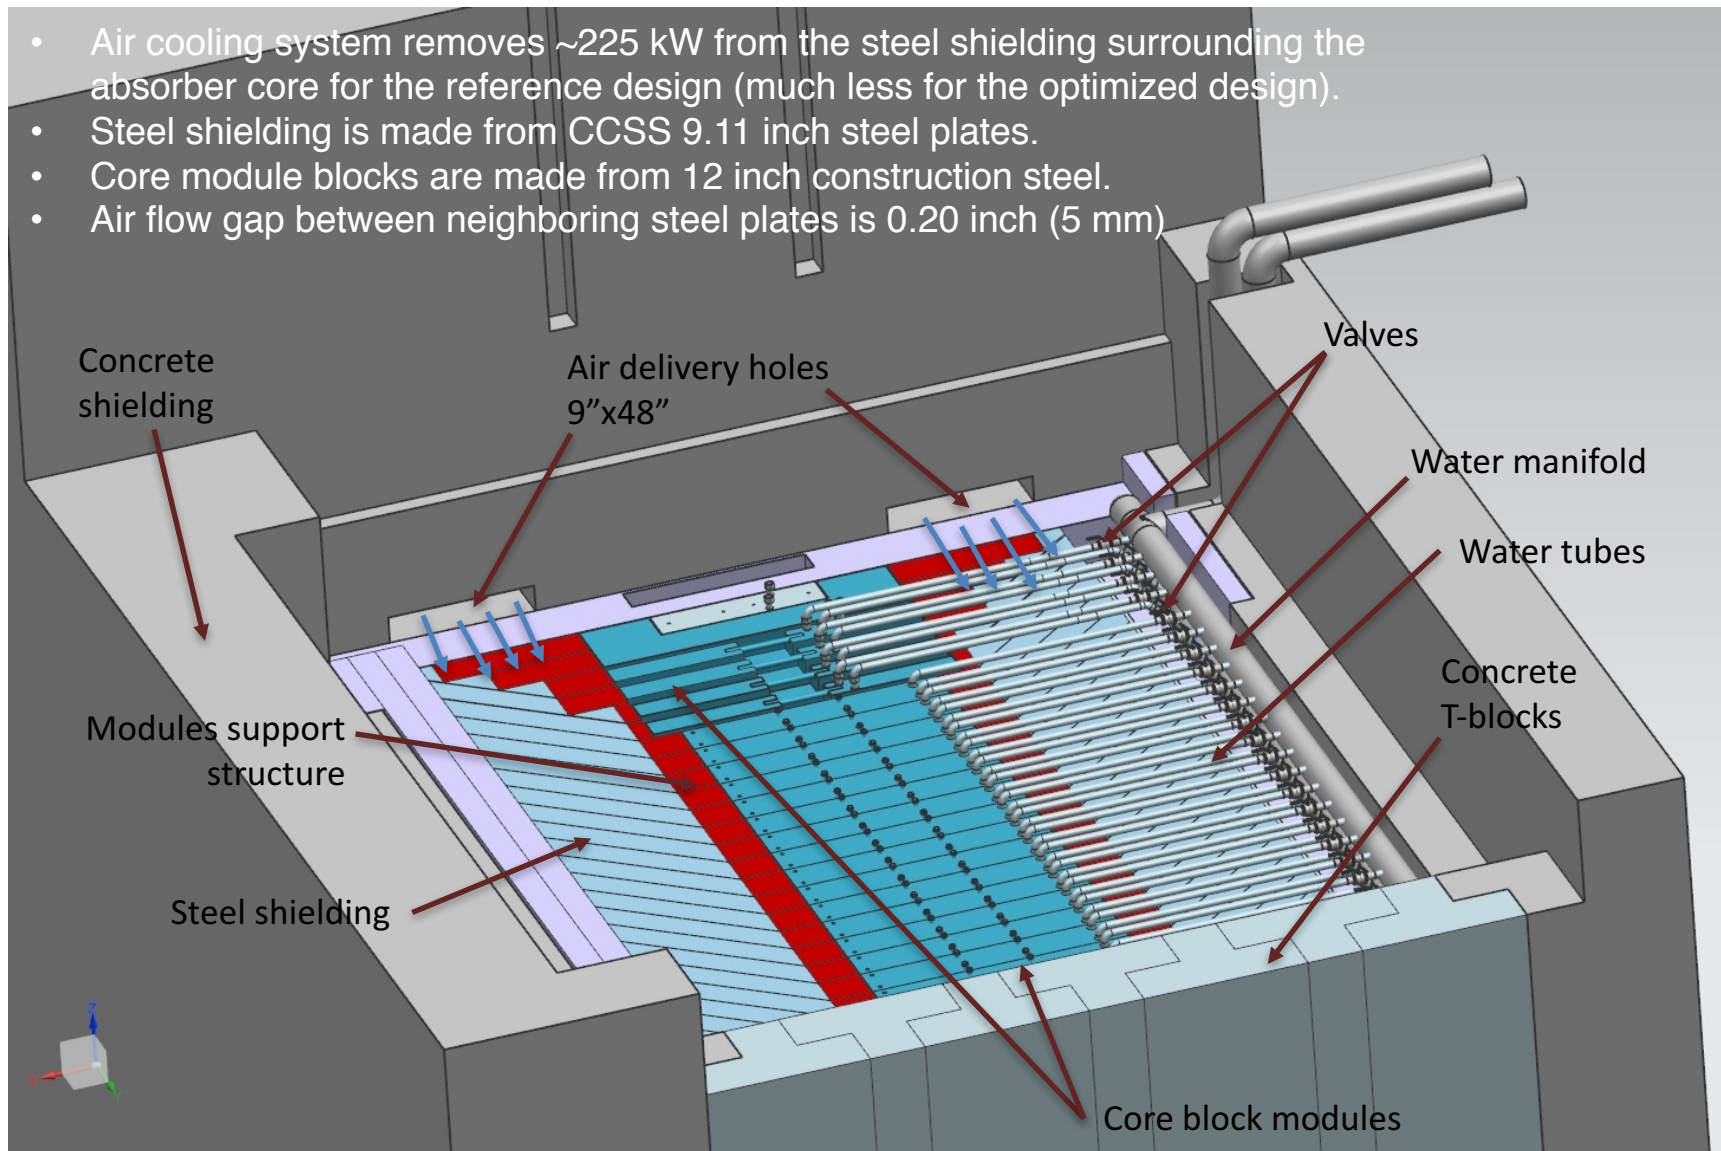 • Air cooling system removes ~225 kW from the steel shielding surrounding the
absorber core for the reference design (much less for the optimized design).
• Steel shielding is made from CCSS 9.11 inch steel plates.
• Core module blocks are made from 12 inch construction steel.
• Air flow gap between neighboring steel plates is 0.20 inch (5 mm)
Concrete
shielding
Air delivery holes
9”x48”
Valves
Water manifold
Water tubes
Concrete
T-blocks
Modules support
structure
Steel shielding
Core block modules
Z
X
Y